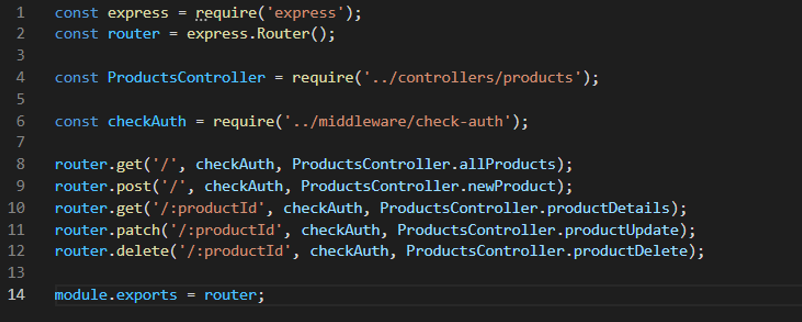 1 const express = require('express');
2 const router = express.Router();
3
4 const ProductsController = require('../controllers/products');
5
6 const checkAuth = require('../middleware/check-auth');
7
8 router.get('/', checkAuth, ProductsController.allProducts);
9 router.post('/', checkAuth, ProductsController.newProduct);
10 router.get('/:productId', checkAuth, ProductsController.productDetails);
11 router.patch('/:productId', checkAuth, ProductsController.productUpdate);
12 router.delete('/:productId', checkAuth, ProductsController.productDelete);
13
14 module.exports = router;